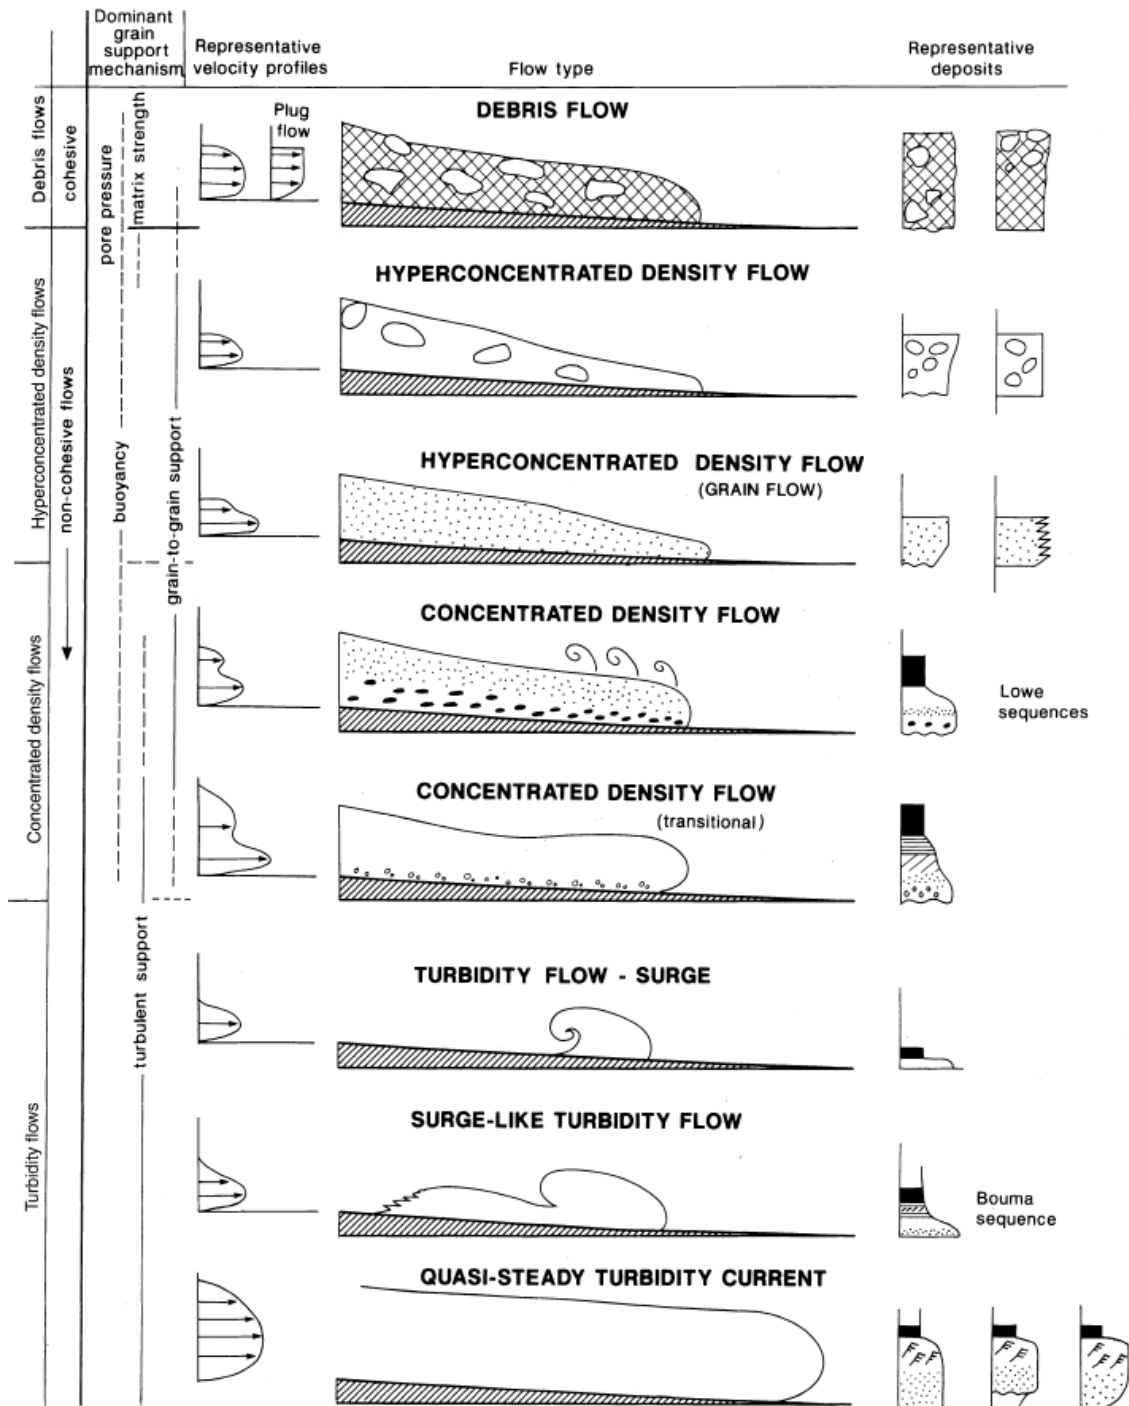 Dominant
grain
support
mechanism
Representative
velocity profiles
Flow type
Representative
deposits
Debris flows
cohesive
pore pressure
matrix strength
Plug
flow
DEBRIS FLOW
Hyperconcentrated density flows
non-cohesive flows
buoyancy
grain-to-grain support
HYPERCONCENTRATED DENSITY FLOW
HYPERCONCENTRATED DENSITY FLOW
(GRAIN FLOW)
Concentrated density flows
CONCENTRATED DENSITY FLOW
Lowe
sequences
CONCENTRATED DENSITY FLOW
(transitional)
Turbidity flows
turbulent support
TURBIDITY FLOW - SURGE
SURGE-LIKE TURBIDITY FLOW
Bouma
sequence
QUASI-STEADY TURBIDITY CURRENT